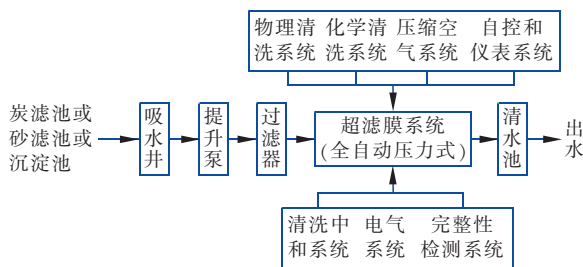 物理清 化学清 压缩空 自控和
洗系统 洗系统 气系统 仪表系统
炭滤池或
砂滤池或
沉淀池
吸水井
提升泵
过滤器
超滤膜系统
(全自动压力式)
清水池
出水
清洗中 电气 完整性
和系统 系统 检测系统